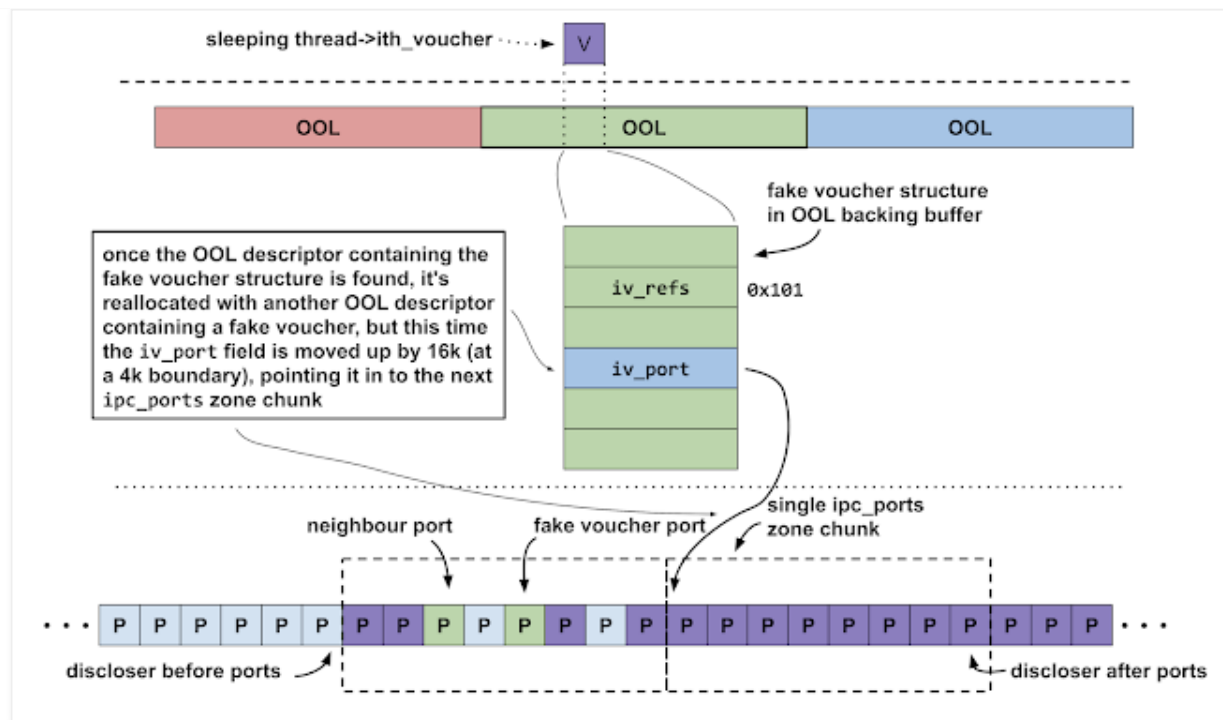 sleeping thread->ith_voucher
V
OOL OOL OOL
fake voucher structure
in OOL backing buffer
once the OOL descriptor containing the
fake voucher structure is found, it's
reallocated with another OOL descriptor
containing a fake voucher, but this time
the iv_port field is moved up by 16k (at
a 4k boundary), pointing it in to the next
ipc_ports zone chunk
iv_refs 0x101
iv_port
single ipc_ports
zone chunk
neighbour port fake voucher port
P P P P P P P P P P P P P P P P P P P P P P P P P
discloser before ports discloser after ports